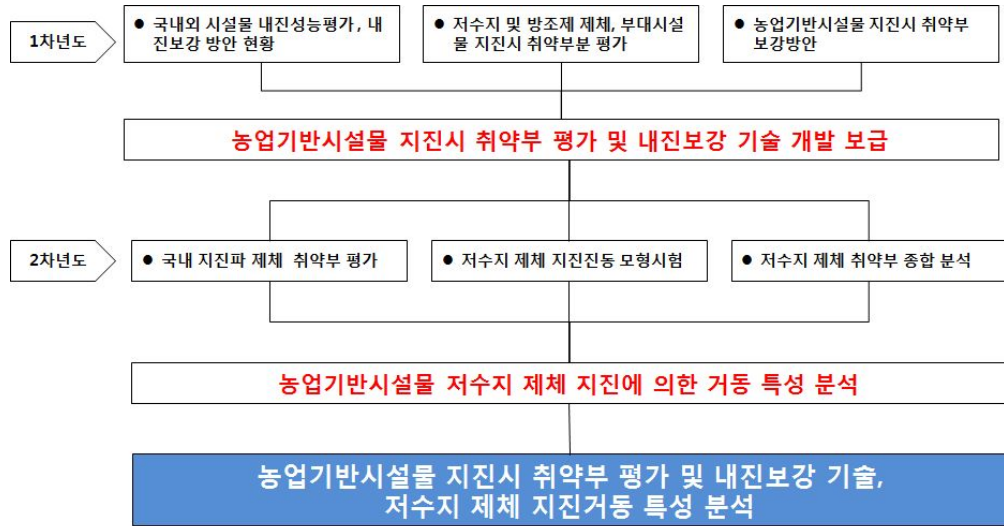 1차년도
● 국내외 시설물 내진성능평가, 내
진보강 방안 현황
● 저수지 및 방조제 제체, 부대시설
물 지진시 취약부분 평가
● 농업기반시설물 지진시 취약부
보강방안
농업기반시설물 지진시 취약부 평가 및 내진보강 기술 개발 보급
2차년도
● 국내 지진파 제체 취약부 평가
● 저수지 제체 지진진동 모형시험
● 저수지 제체 취약부 종합 분석
농업기반시설물 저수지 제체 지진에 의한 거동 특성 분석
농업기반시설물 지진시 취약부 평가 및 내진보강 기술,
저수지 제체 지진거동 특성 분석